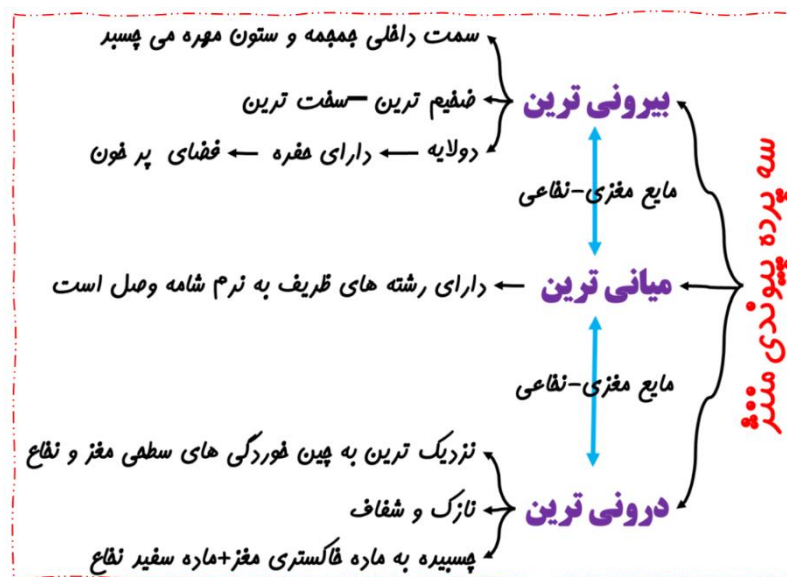 سه پرده پیوندی مننژ
بیرونی ترین
سمت داخلی جمجمه و ستون مهره می چسبد
ضخیم ترین – سفت ترین
دولایه ← دارای حفره ← فضای پر خون
مایع مغزی-نخاعی
میانی ترین ← دارای رشته های ظریف به نرم شامه وصل است
مایع مغزی-نخاعی
درونی ترین
نزدیک ترین به چین خوردگی های سطحی مغز و نخاع
نازک و شفاف
چسبیده به ماده خاکستری مغز+ماده سفید نخاع